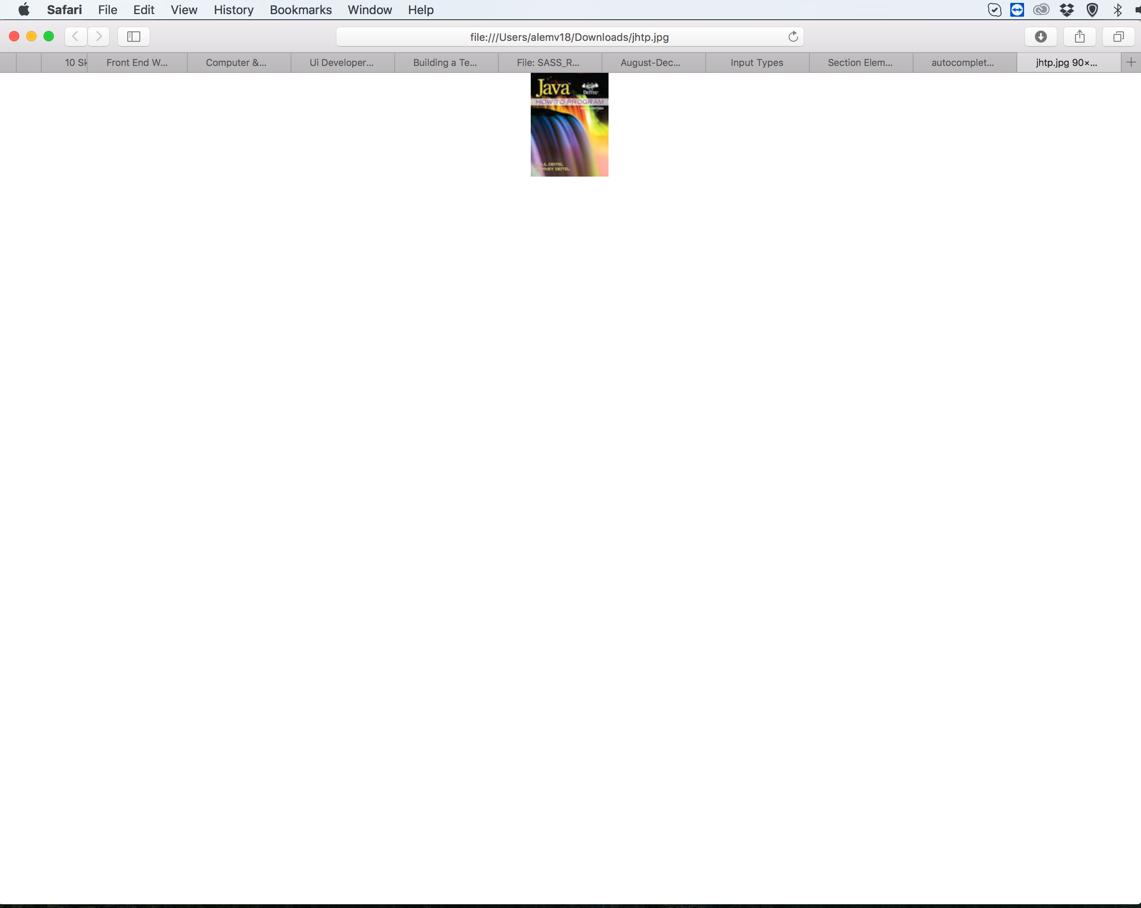 Safari File Edit View History Bookmarks Window Help
file:///Users/alemv18/Downloads/jhtp.jpg
10 Sk Front End W... Computer &... Ui Developer... Building a Te... File: SASS_R... August-Dec... Input Types Section Elem... autocomplet... jhtp.jpg 90×...
Java
HOW TO PROGRAM
DEITEL
DEITEL